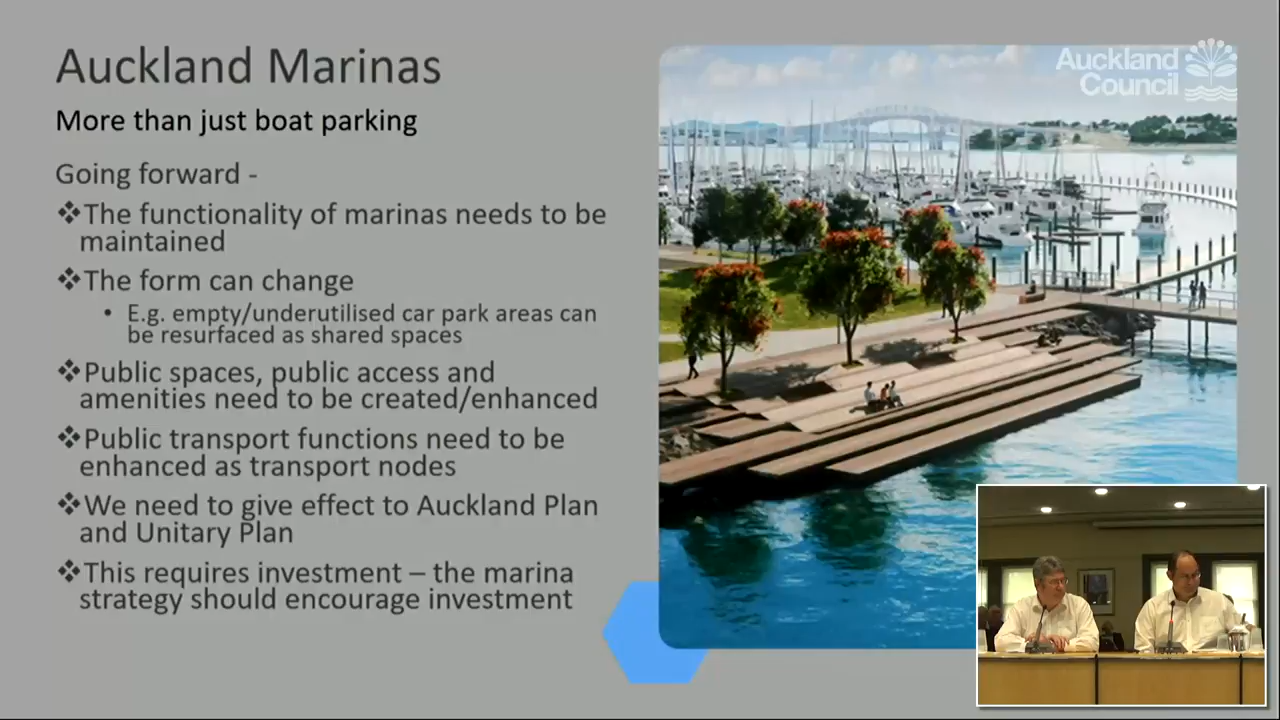 Auckland Marinas
More than just boat parking
Going forward -
❖The functionality of marinas needs to be
maintained
❖The form can change
• E.g. empty/underutilised car park areas can
be resurfaced as shared spaces
❖Public spaces, public access and
amenities need to be created/enhanced
❖Public transport functions need to be
enhanced as transport nodes
❖We need to give effect to Auckland Plan
and Unitary Plan
❖This requires investment – the marina
strategy should encourage investment
Auckland
Council